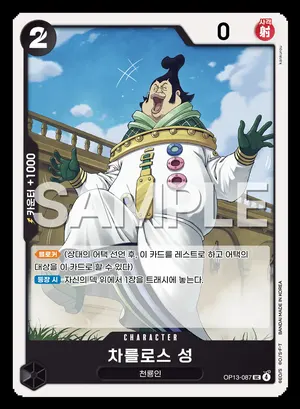 2
0
사격
射
카운터 +1000
SAMPLE
블로커 (상대의 어택 선언 후, 이 카드를 레스트로 하고 어택의
대상을 이 카드로 할 수 있다)
등장 시 자신의 덱 위에서 1장을 트래시에 놓는다.
CHARACTER
차를로스 성
천룡인
OP13-087 UC 4
©E.O/S ©E.O./S·F·T BANDAI MADE IN KOREA